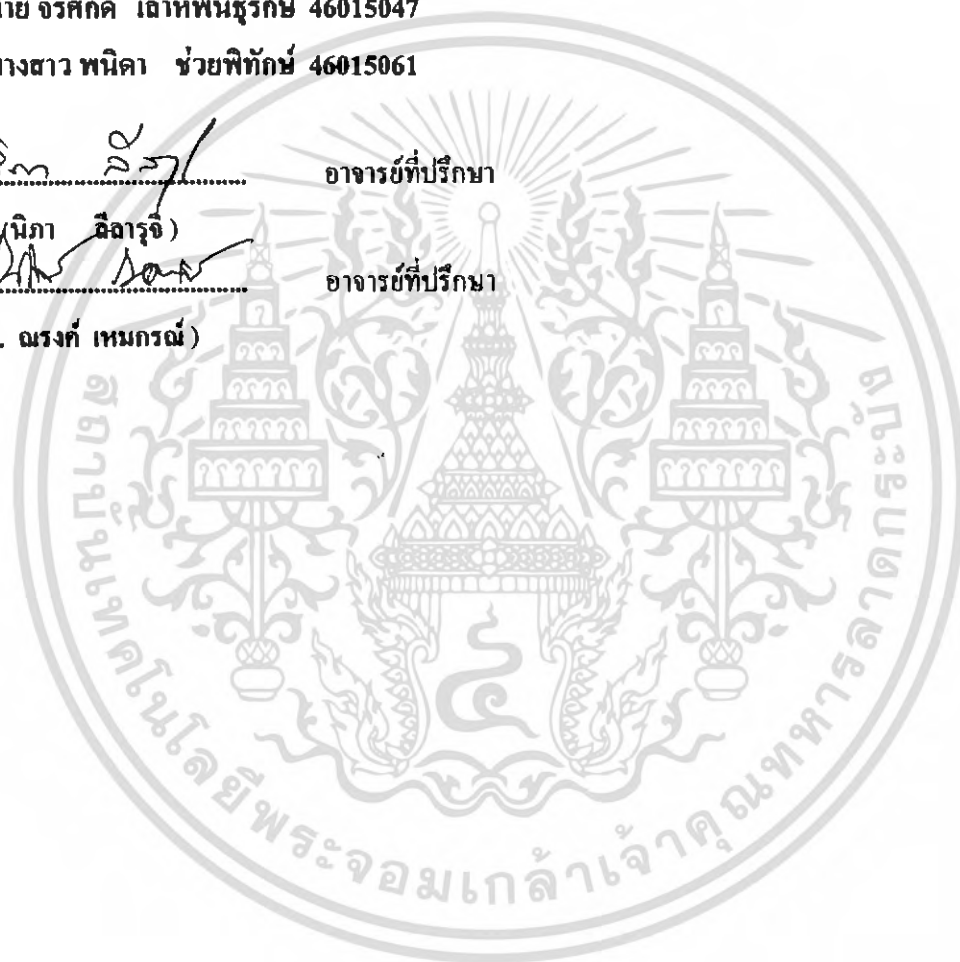 าย จิรศักดิ์ เลาหพันธุ์รักษ์ 46015047
างสาว พนิดา ช่วยพิทักษ์ 46015061
อาจารย์ที่ปรึกษา
นิภา ลีลารุจิ )
อาจารย์ที่ปรึกษา
. ณรงค์ เหมกรณ์ )
สถาบันเทคโนโลยีพระจอมเกล้าเจ้าคุณทหารลาดกระบัง